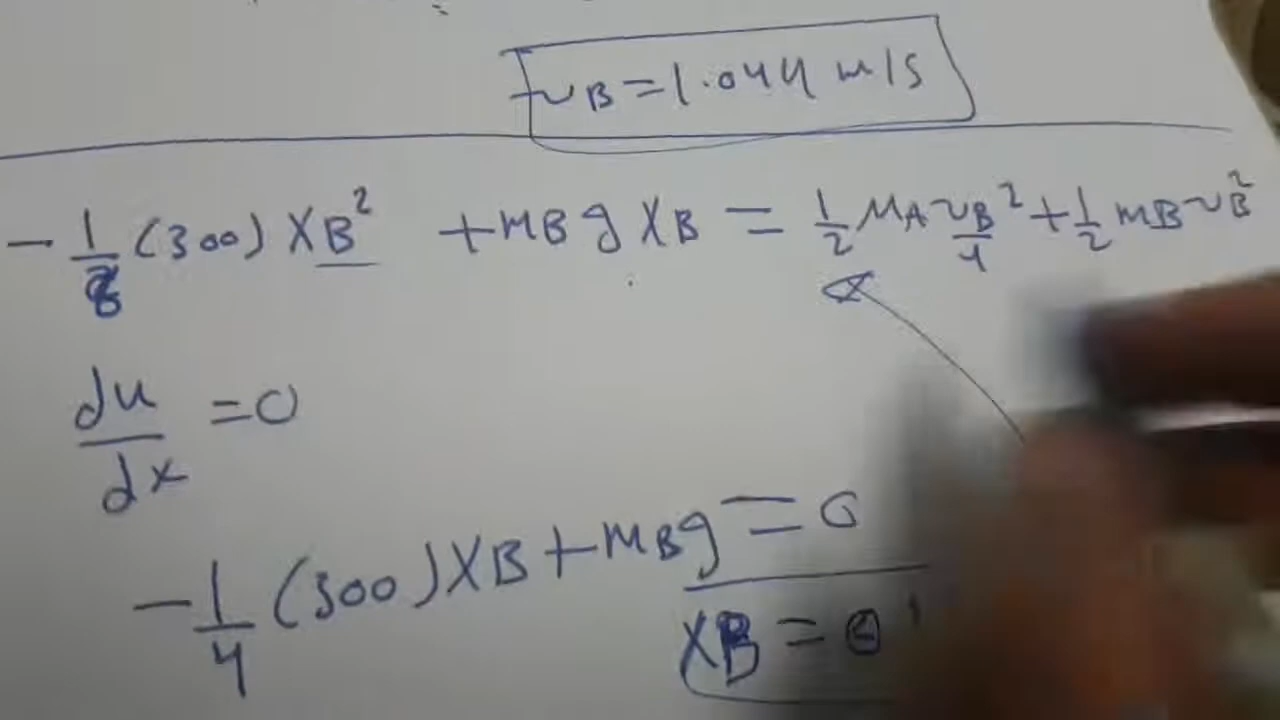 vB = 1.044 m/s
- 1/8 (300) XB² + mB g XB = 1/2 MA vB²/4 + 1/2 mB vB²
du/dx = 0
- 1/4 (300) XB + mB g = 0
XB = 0